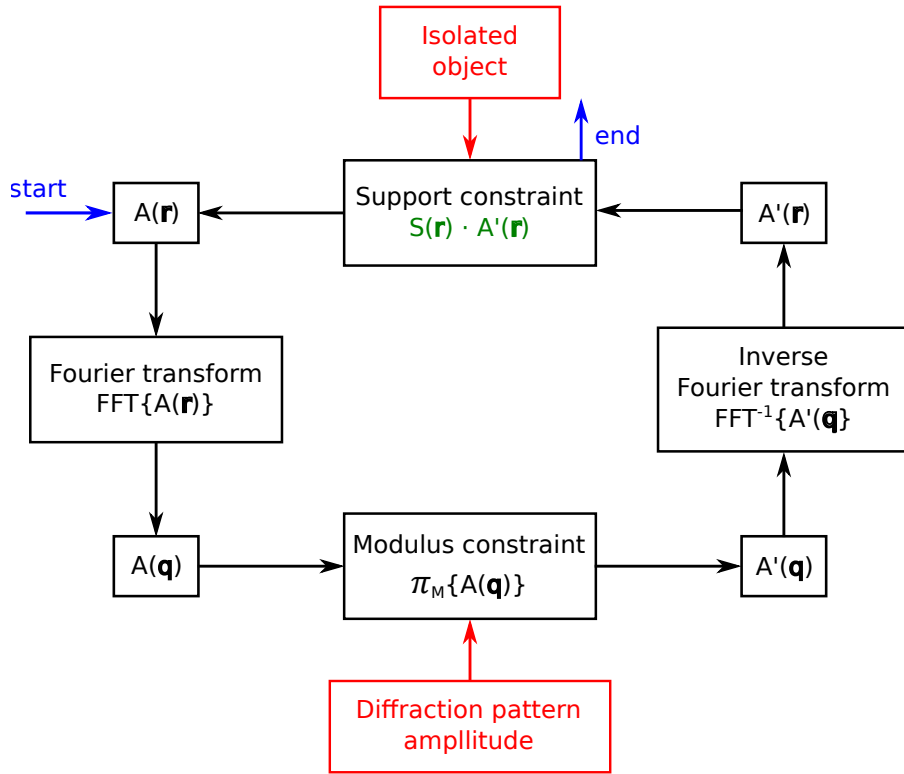 Isolated
object
end
start
A(r)
Support constraint
S(r) · A'(r)
A'(r)
Fourier transform
FFT{A(r)}
Inverse
Fourier transform
FFT⁻¹{A'(q}
A(q)
Modulus constraint
π_M{A(q)}
A'(q)
Diffraction pattern
ampllitude